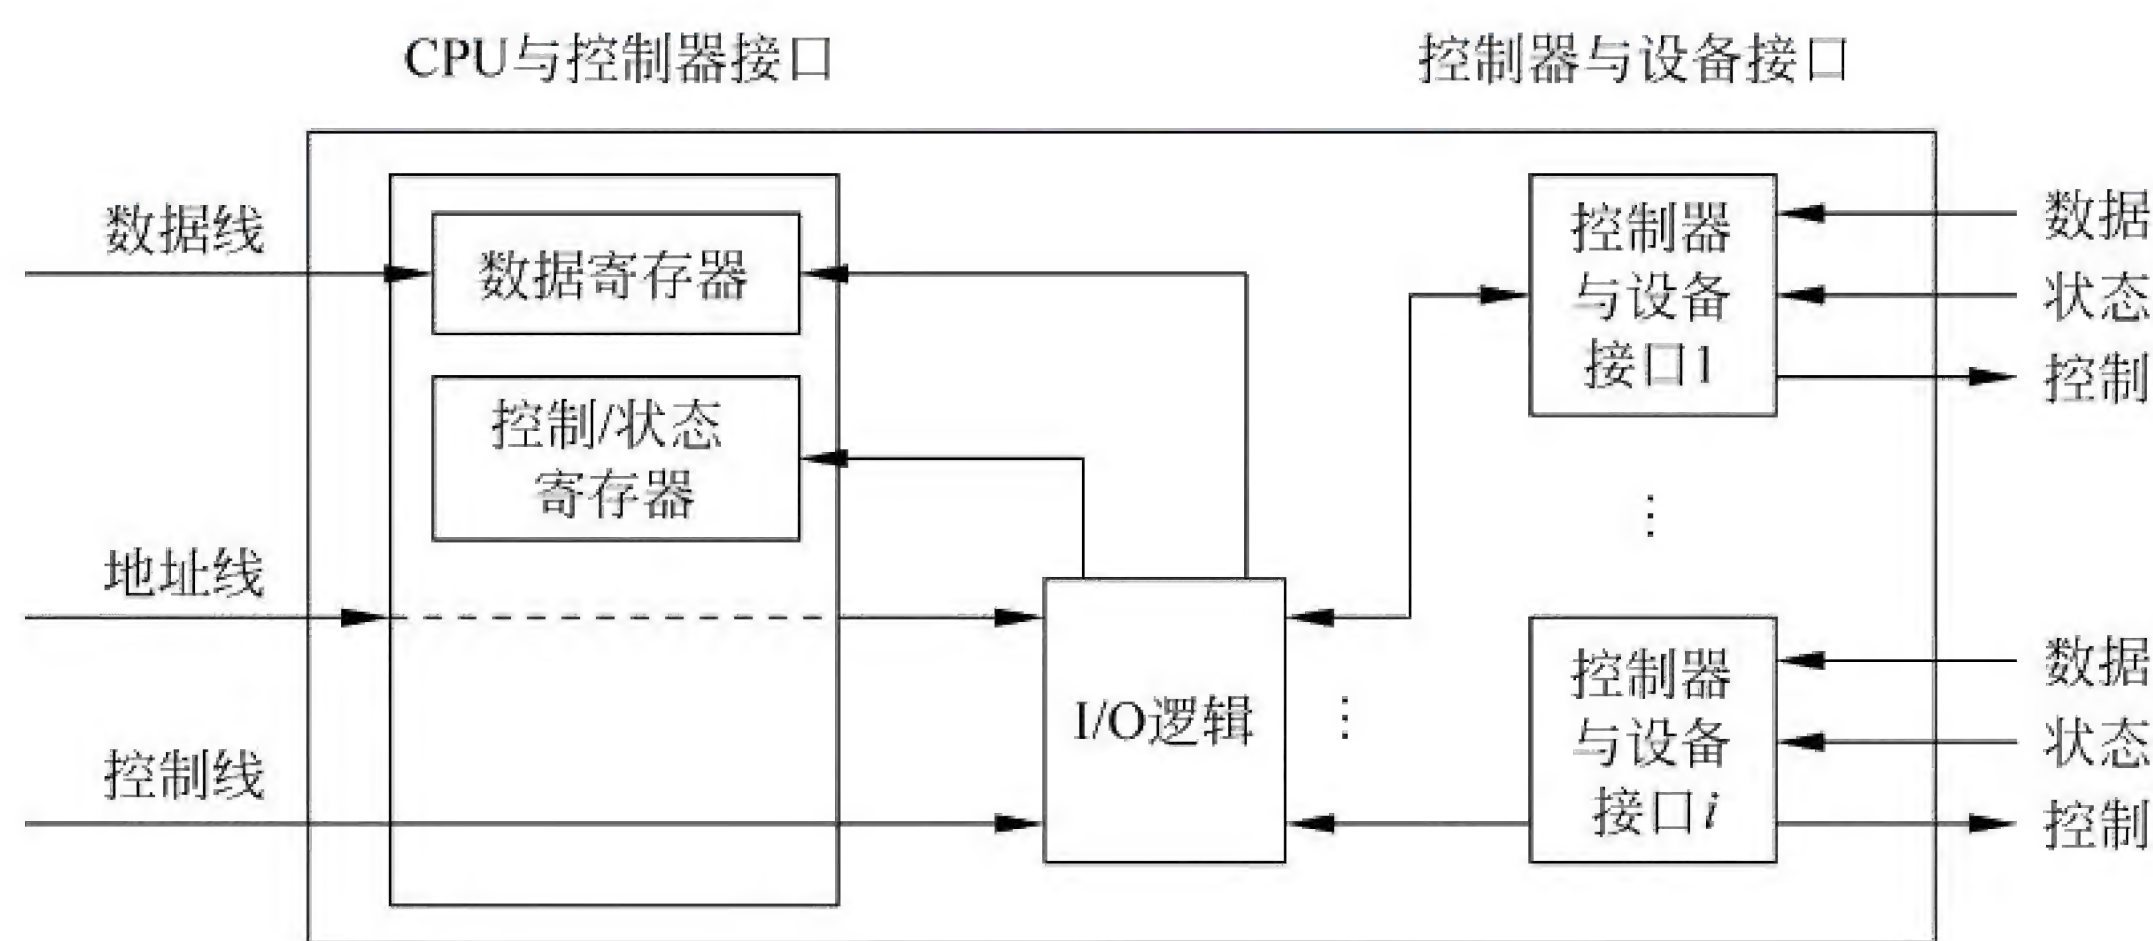 CPU与控制器接口
控制器与设备接口
数据线
数据寄存器
控制/状态
寄存器
地址线
控制线
I/O逻辑
控制器
与设备
接口1
数据
状态
控制
⋮
⋮
控制器
与设备
接口i
数据
状态
控制